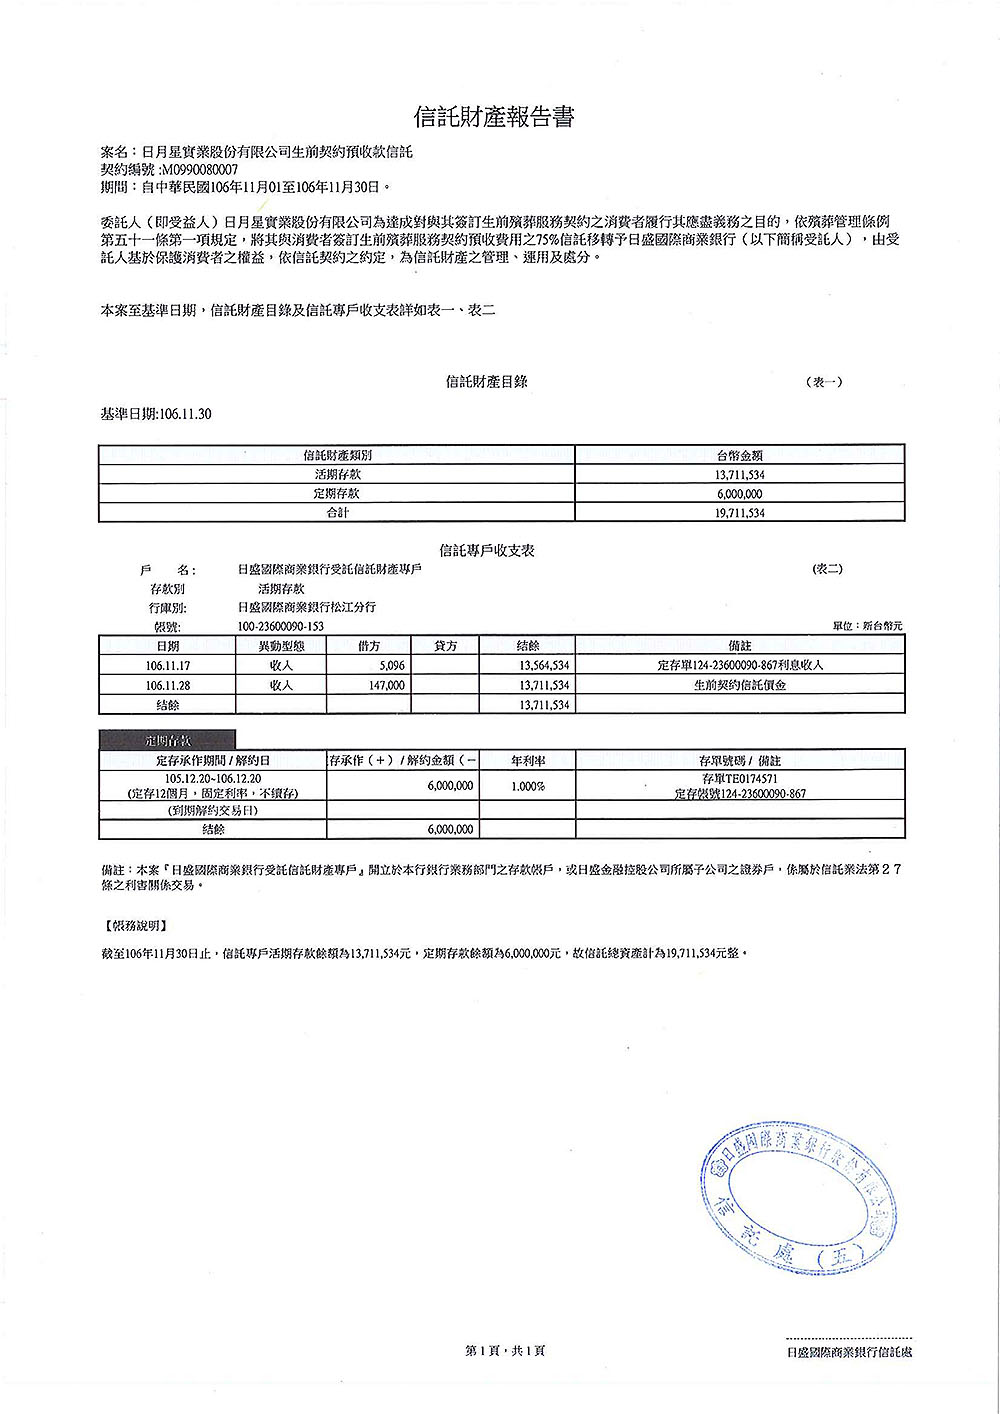 信託財產報告書
案名：日月星實業股份有限公司生前契約預收款信託
契約編號:M0990080007
期間：自中華民國106年11月01至106年11月30日。
委託人（即受益人）日月星實業股份有限公司為達成對與其簽訂生前殯葬服務契約之消費者履行其應盡義務之目的，依殯葬管理條例
第五十一條第一項規定，將其與消費者簽訂生前殯葬服務契約預收費用之75%信託移轉予日盛國際商業銀行（以下簡稱受託人），由受
託人基於保護消費者之權益，依信託契約之約定，為信託財產之管理、運用及處分。
本案至基準日期，信託財產目錄及信託專戶收支表詳如表一、表二
信託財產目錄 （表一）
基準日期:106.11.30
信託財產類別 台幣金額
活期存款 13,711,534
定期存款 6,000,000
合計 19,711,534
信託專戶收支表
戶 名： 日盛國際商業銀行受託信託財產專戶 (表二)
存款別 活期存款
行庫別: 日盛國際商業銀行松江分行
帳號: 100-23600090-153 單位：新台幣元
日期 異動型態 借方 貸方 結餘 備註
106.11.17 收入 5,096 13,564,534 定存單124-23600090-867利息收入
106.11.28 收入 147,000 13,711,534 生前契約信託價金
結餘 13,711,534
定期存款
定存承作期間 / 解約日 存承作（+）/ 解約金額（— 年利率 存單號碼 / 備註
105.12.20~106.12.20 6,000,000 1.000% 存單TE0174571
(定存12個月，固定利率，不續存) 定存帳號124-23600090-867
(到期解約交易日)
結餘 6,000,000
備註：本案『日盛國際商業銀行受託信託財產專戶』開立於本行銀行業務部門之存款帳戶，或日盛金融控股公司所屬子公司之證券戶，係屬於信託業法第２７
條之利害關係交易。
【帳務說明】
截至106年11月30日止，信託專戶活期存款餘額為13,711,534元，定期存款餘額為6,000,000元，故信託總資產計為19,711,534元整。
日盛國際商業銀行股份有限公司
信託處（五）
第1頁，共1頁
日盛國際商業銀行信託處